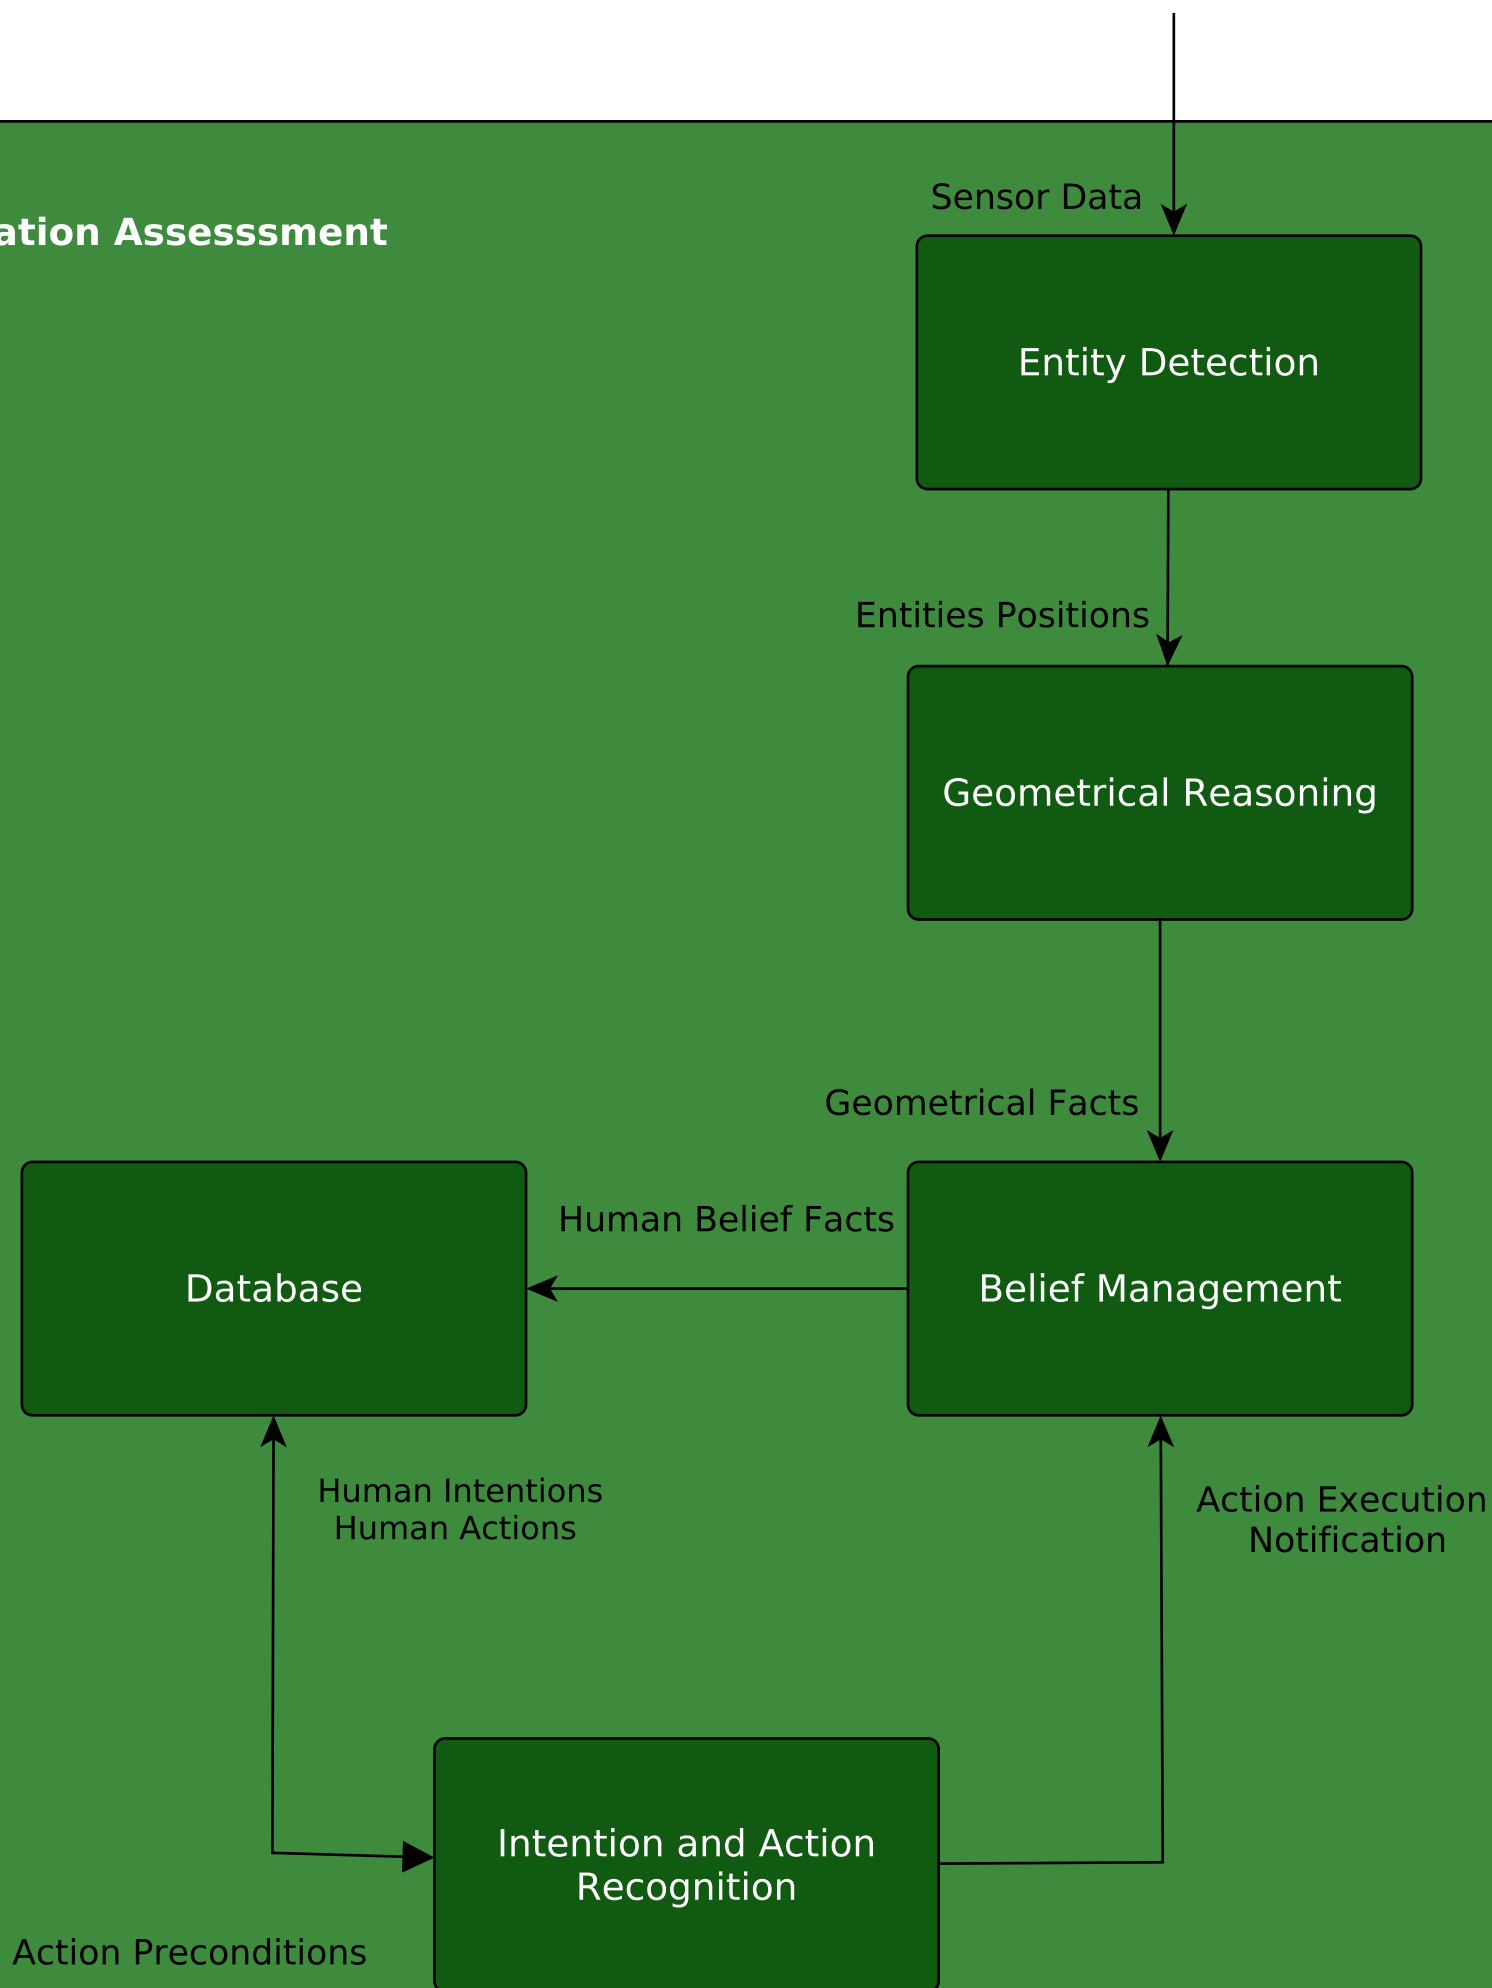 Sensor Data
ation Assesssment
Entity Detection
Entities Positions
Geometrical Reasoning
Geometrical Facts
Human Belief Facts
Database
Belief Management
Human Intentions
Human Actions
Action Execution
Notification
Intention and Action
Recognition
Action Preconditions